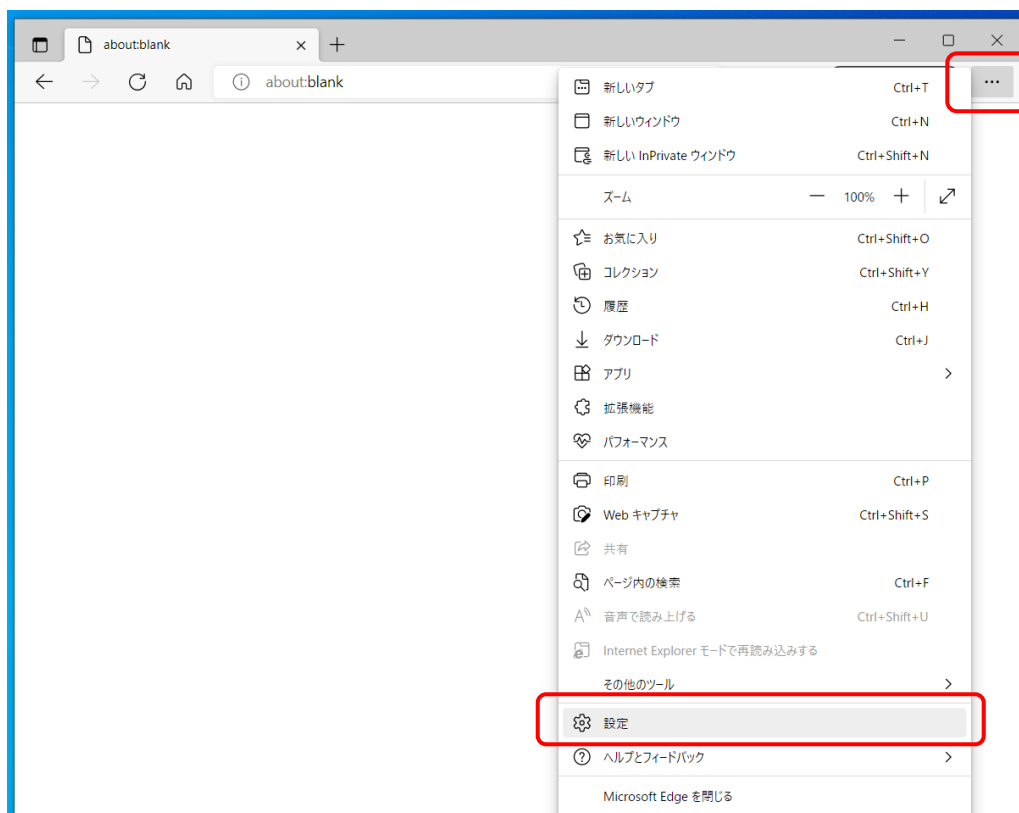 about:blank
about:blank
新しいタブ Ctrl+T
新しいウィンドウ Ctrl+N
新しい InPrivate ウィンドウ Ctrl+Shift+N
ズーム 100%
お気に入り Ctrl+Shift+O
コレクション Ctrl+Shift+Y
履歴 Ctrl+H
ダウンロード Ctrl+J
アプリ
拡張機能
パフォーマンス
印刷 Ctrl+P
Web キャプチャ Ctrl+Shift+S
共有
ページ内の検索 Ctrl+F
音声で読み上げる Ctrl+Shift+U
Internet Explorer モードで再読み込みする
その他のツール
設定
ヘルプとフィードバック
Microsoft Edge を閉じる